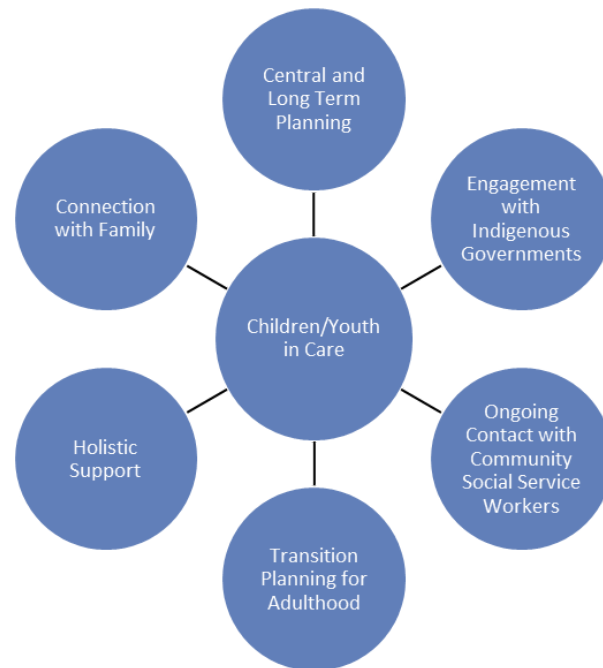 Central and
Long Term
Planning
Engagement
with
Indigenous
Governments
Ongoing
Contact with
Community
Social Service
Workers
Transition
Planning for
Adulthood
Holistic
Support
Connection
with Family
Children/Youth
in Care